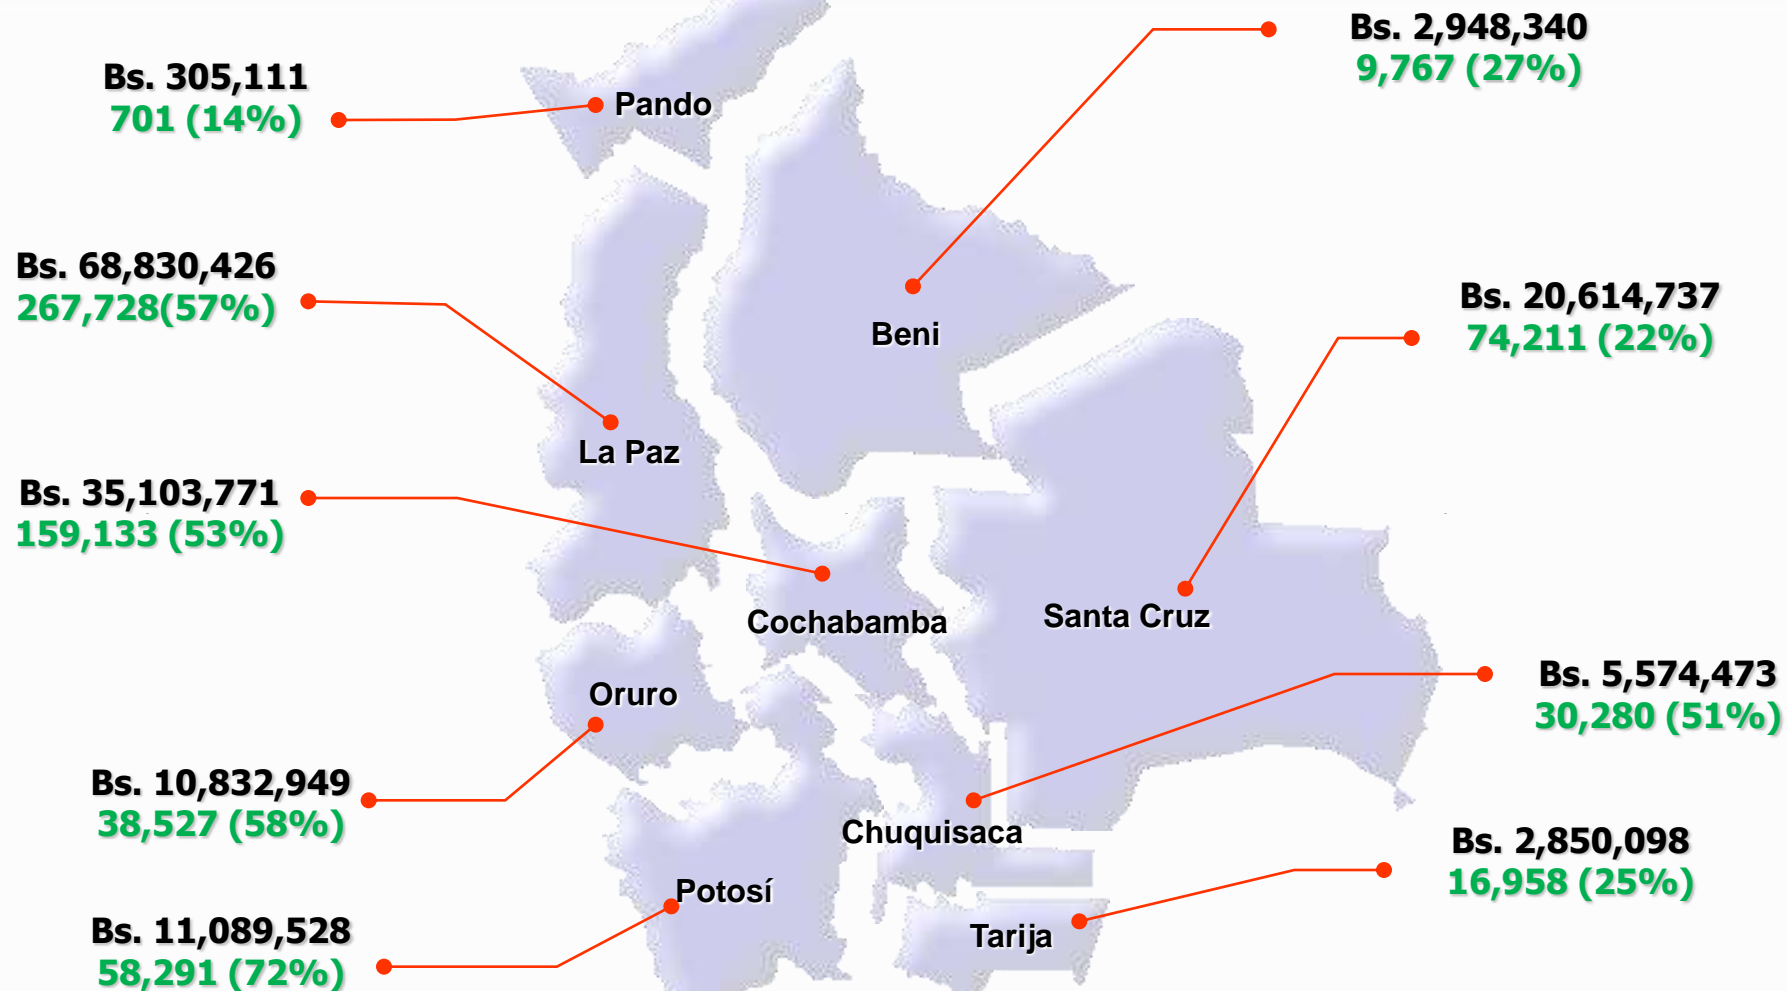 Bs. 2,948,340
9,767 (27%)
Bs. 305,111
701 (14%)
Pando
Bs. 68,830,426
267,728(57%)
Beni
Bs. 20,614,737
74,211 (22%)
La Paz
Bs. 35,103,771
159,133 (53%)
Cochabamba
Santa Cruz
Oruro
Bs. 5,574,473
30,280 (51%)
Bs. 10,832,949
38,527 (58%)
Chuquisaca
Bs. 2,850,098
16,958 (25%)
Potosí
Tarija
Bs. 11,089,528
58,291 (72%)